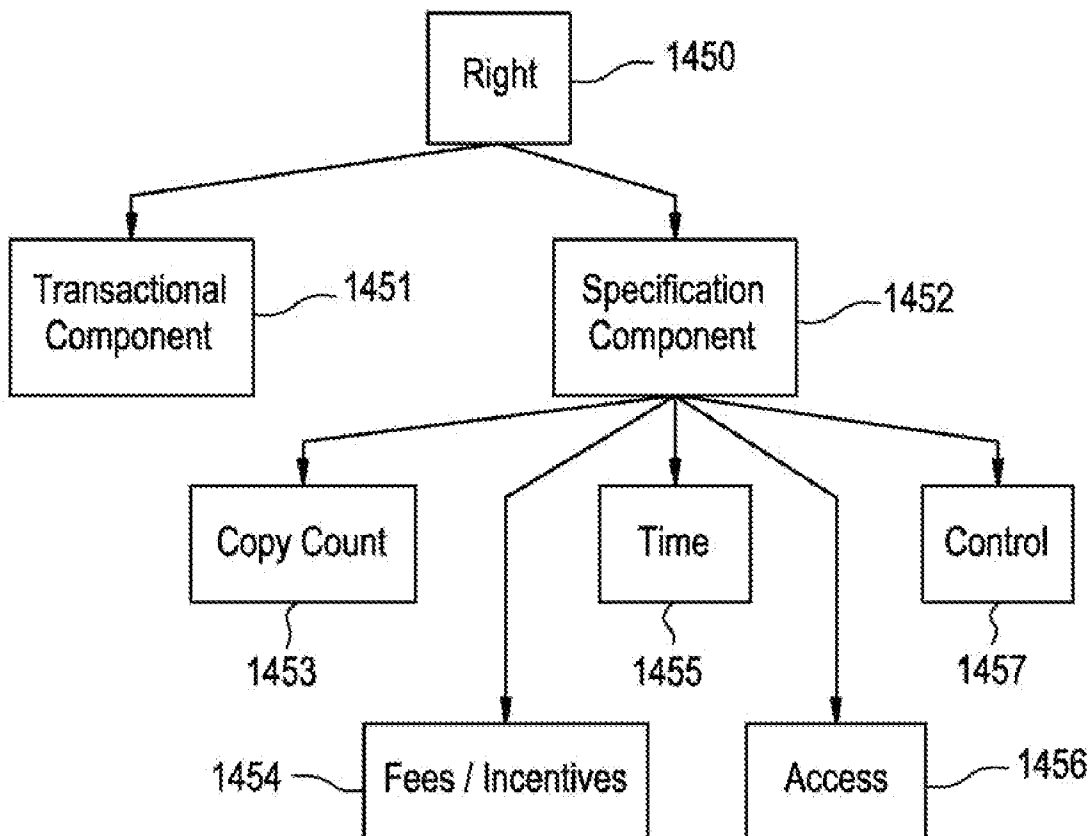 Right
1450
Transactional
Component
1451
Specification
Component
1452
Copy Count
Time
Control
1453
1455
1457
1454
Fees / Incentives
Access
1456